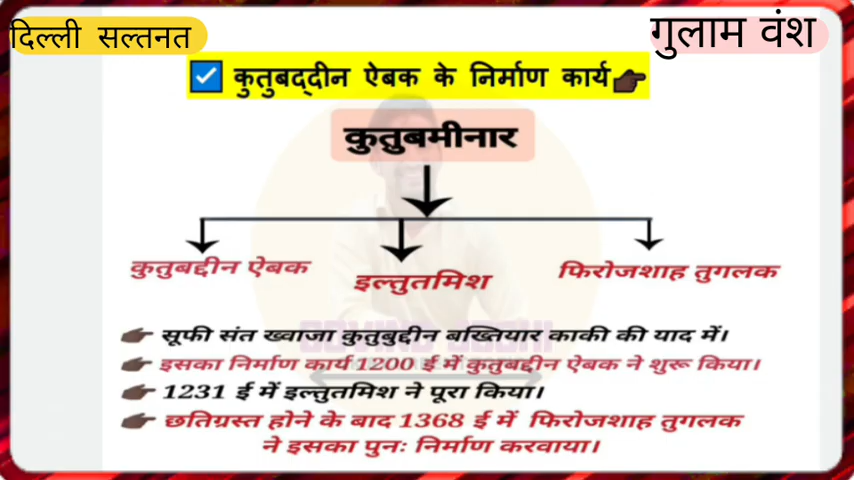 दिल्ली सल्तनत
गुलाम वंश
कुतुबद्दीन ऐबक के निर्माण कार्य
कुतुबमीनार
कुतुबद्दीन ऐबक
इल्तुतमिश
फिरोजशाह तुगलक
सूफी संत ख्वाजा कुतुबुद्दीन बख्तियार काकी की याद में।
इसका निर्माण कार्य 1200 ई में कुतुबद्दीन ऐबक ने शुरू किया।
1231 ई में इल्तुतमिश ने पूरा किया।
छतिग्रस्त होने के बाद 1368 ई में फिरोजशाह तुगलक
ने इसका पुनः निर्माण करवाया।